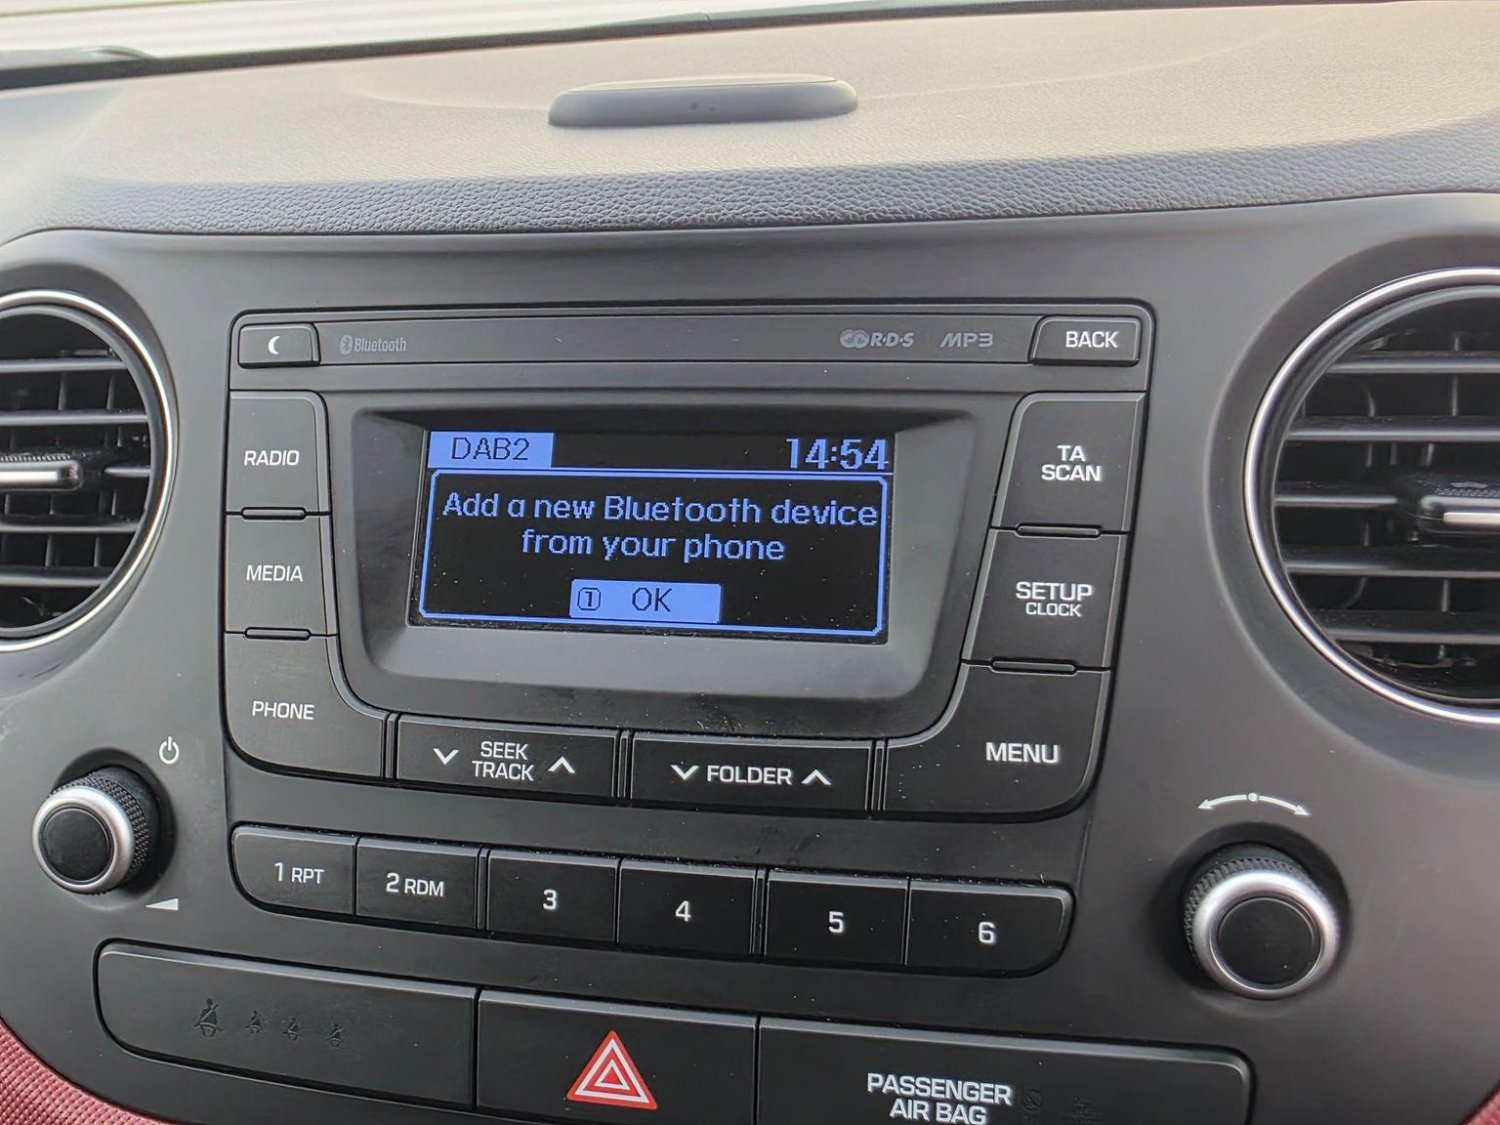 Bluetooth
RDS MP3
BACK
RADIO
DAB2
14:54
TA
SCAN
Add a new Bluetooth device
from your phone
① OK
MEDIA
SETUP
CLOCK
PHONE
SEEK
TRACK
FOLDER
MENU
1 RPT
2 RDM
3
4
5
6
PASSENGER
AIR BAG